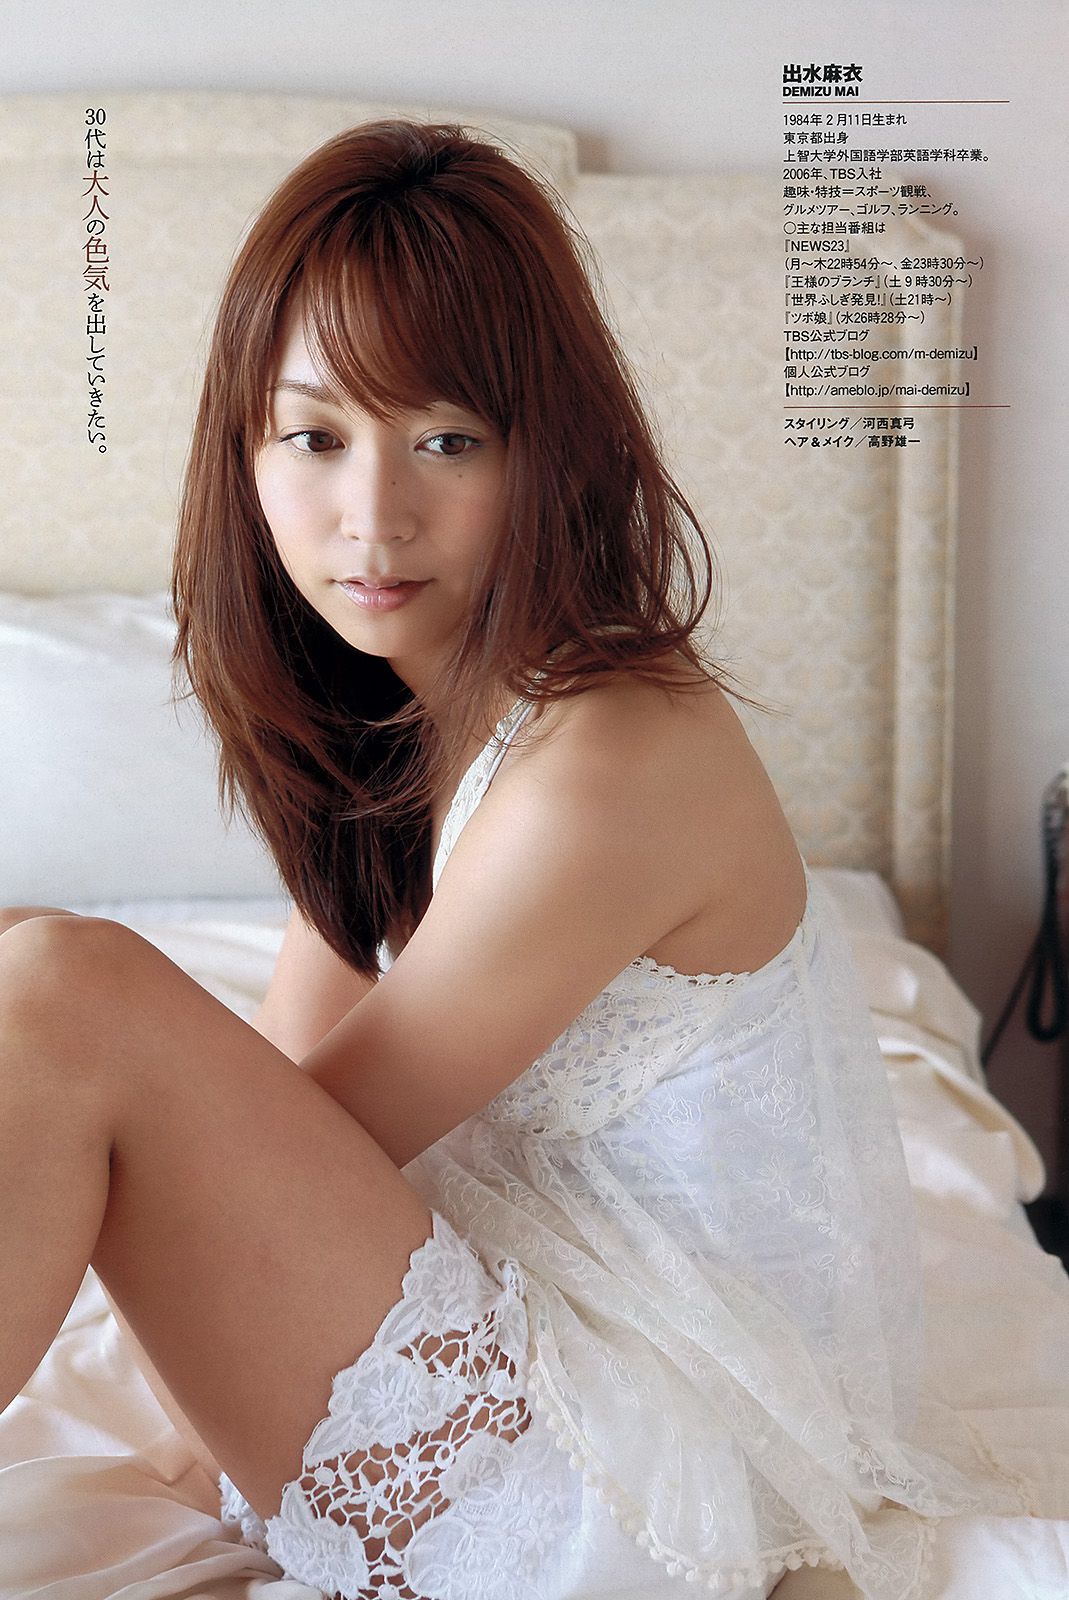 30代は大人の色気を出していきたい。
出水麻衣
DEMIZU MAI
1984年2月11日生まれ
東京都出身
上智大学外国語学部英語学科卒業。
2006年、TBS入社
趣味・特技＝スポーツ観戦、
グルメツアー、ゴルフ、ランニング。
○主な担当番組は
『NEWS23』
(月～木22時54分～、金23時30分～)
『王様のブランチ』(土9時30分～)
『世界ふしぎ発見!』(土21時～)
『ツボ娘』(水26時28分～)
TBS公式ブログ
【http://tbs-blog.com/m-demizu】
個人公式ブログ
【http://ameblo.jp/mai-demizu】
スタイリング／河西真弓
ヘア＆メイク／高野雄一